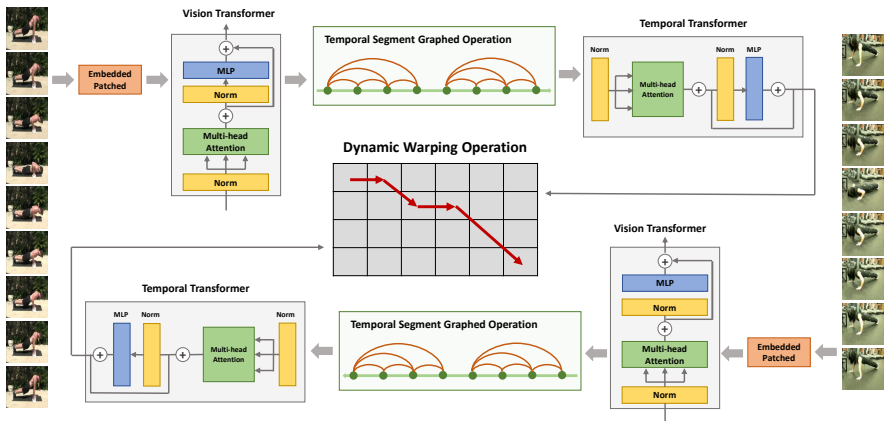 Vision Transformer
Embedded
Patched
+
MLP
Norm
+
Multi-head
Attention
Norm
Temporal Segment Graphed Operation
Temporal Transformer
Norm
Multi-head
Attention
+
Norm
MLP
+
Dynamic Warping Operation
Temporal Transformer
+
MLP
Norm
+
Multi-head
Attention
Norm
Temporal Segment Graphed Operation
Vision Transformer
+
MLP
Norm
+
Multi-head
Attention
Norm
Embedded
Patched